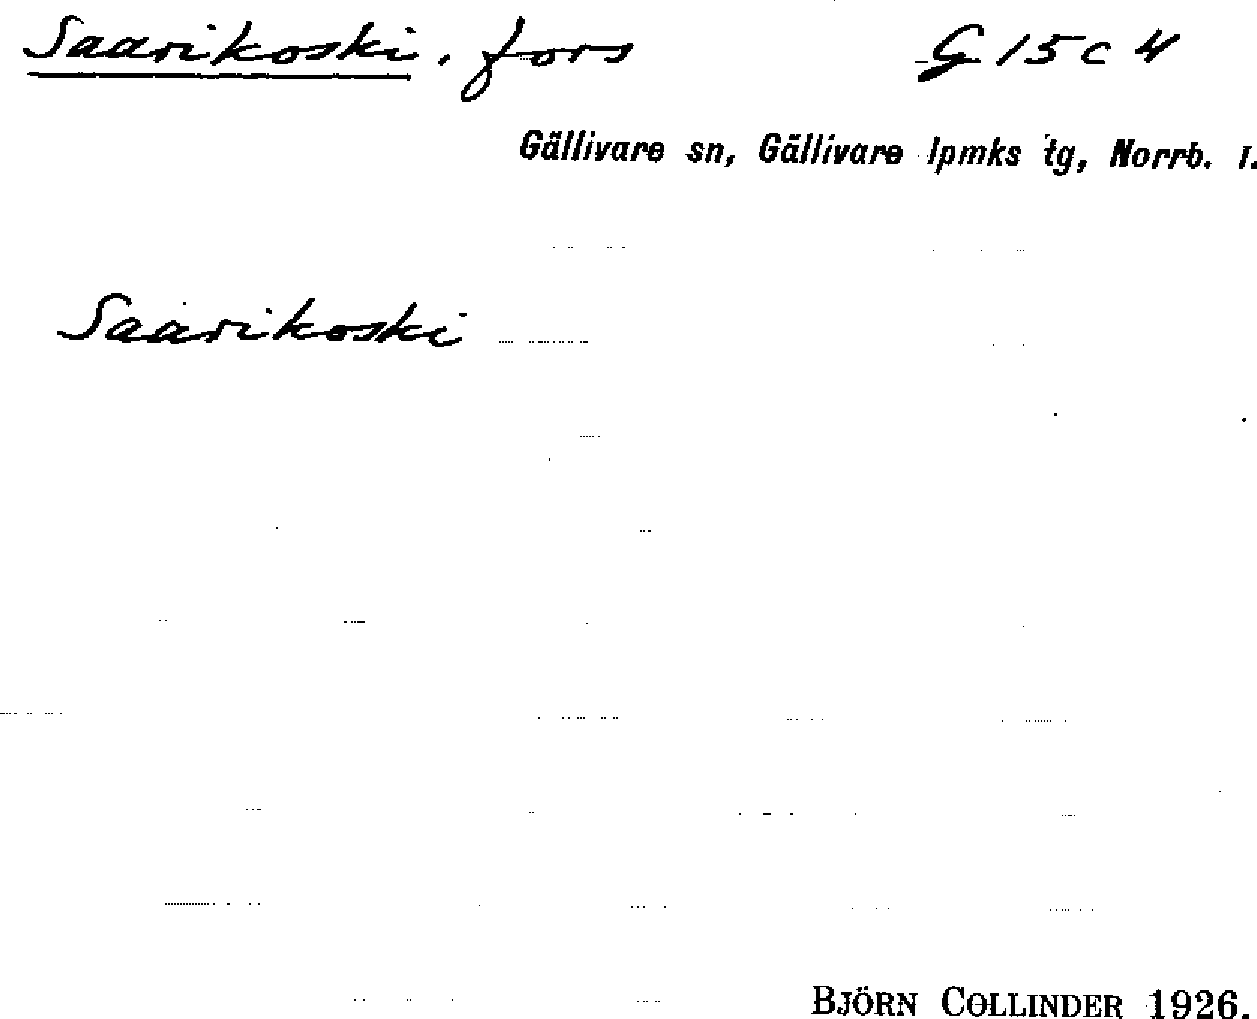 Saarikoski, fors G 15 c 4
Gällivare sn, Gällivare lpmks tg, Norrb. l.
Saarikoski
BJÖRN COLLINDER 1926.